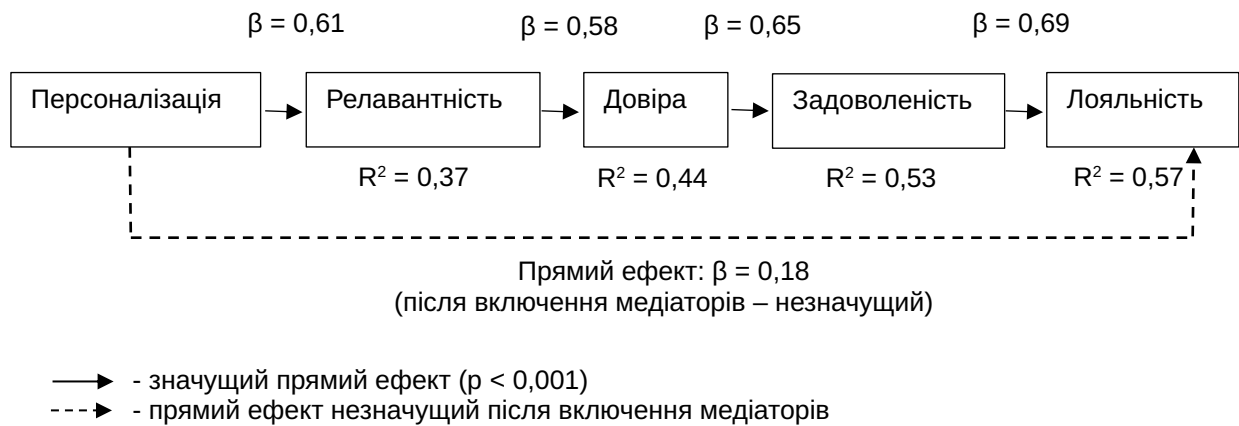 β = 0,61 β = 0,58 β = 0,65 β = 0,69
Персоналізація Релавантність Довіра Задоволеність Лояльність
R² = 0,37 R² = 0,44 R² = 0,53 R² = 0,57
Прямий ефект: β = 0,18
(після включення медіаторів – незначущий)
- значущий прямий ефект (p < 0,001)
- прямий ефект незначущий після включення медіаторів